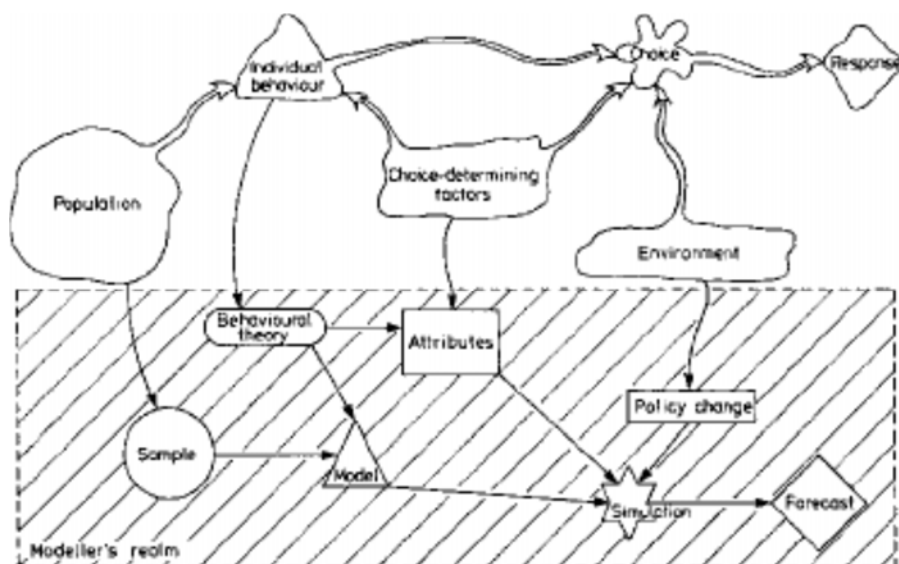 Individual
behaviour
Choice
Response
Population
Choice-determining
factors
Environment
Behavioural
theory
Attributes
Policy change
Sample
Model
Simulation
Forecast
Modeller's realm